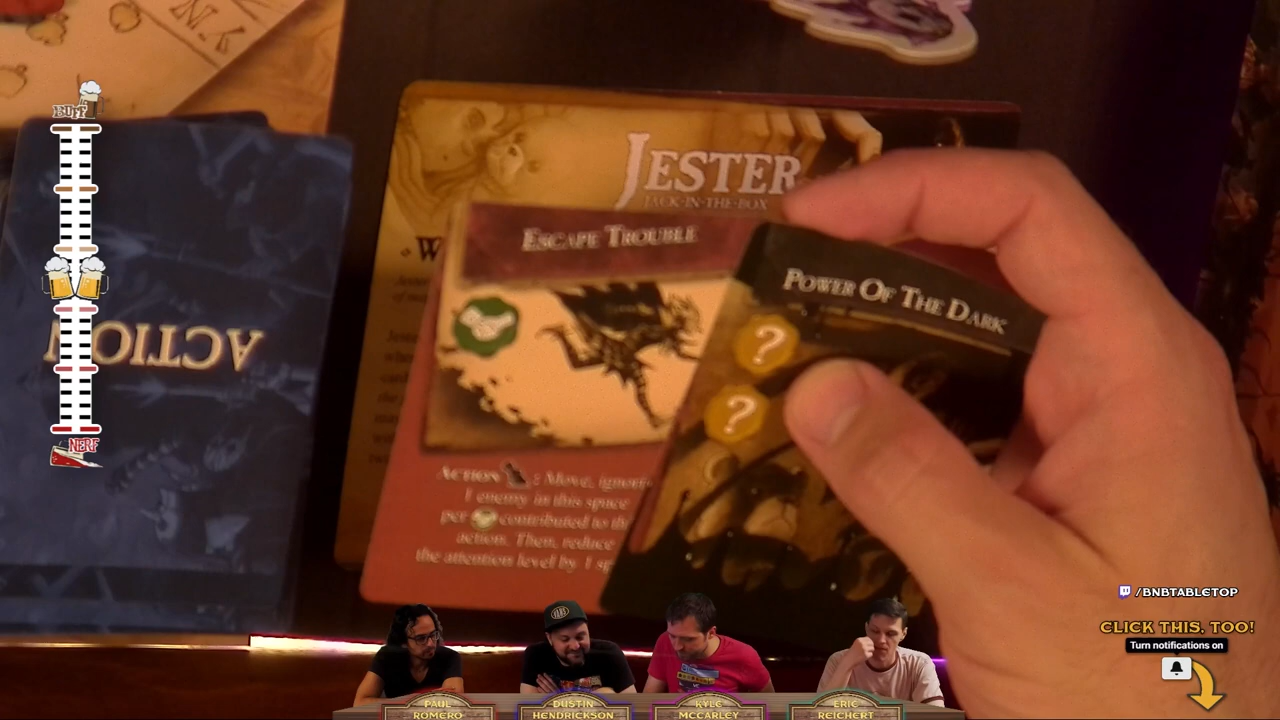 N.K
BUFF
NERF
ACTION
JESTER
JACK-IN-THE-BOX
W
ESCAPE TROUBLE
ACTION : Move, ignoring
1 enemy in this space
per contributed to th
action. Then, reduce
the attention level by 1 sp
POWER OF THE DARK
?
?
/BNBTABLETOP
CLICK THIS, TOO!
Turn notifications on
PAUL
ROMERO
DUSTIN
HENDRICKSON
KYLE
MCCARLEY
ERIC
REICHERT